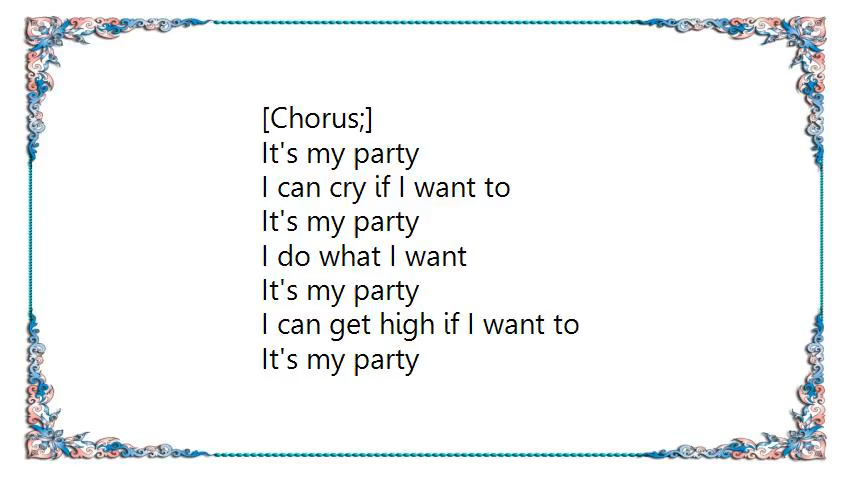 [Chorus;]
It's my party
I can cry if I want to
It's my party
I do what I want
It's my party
I can get high if I want to
It's my party